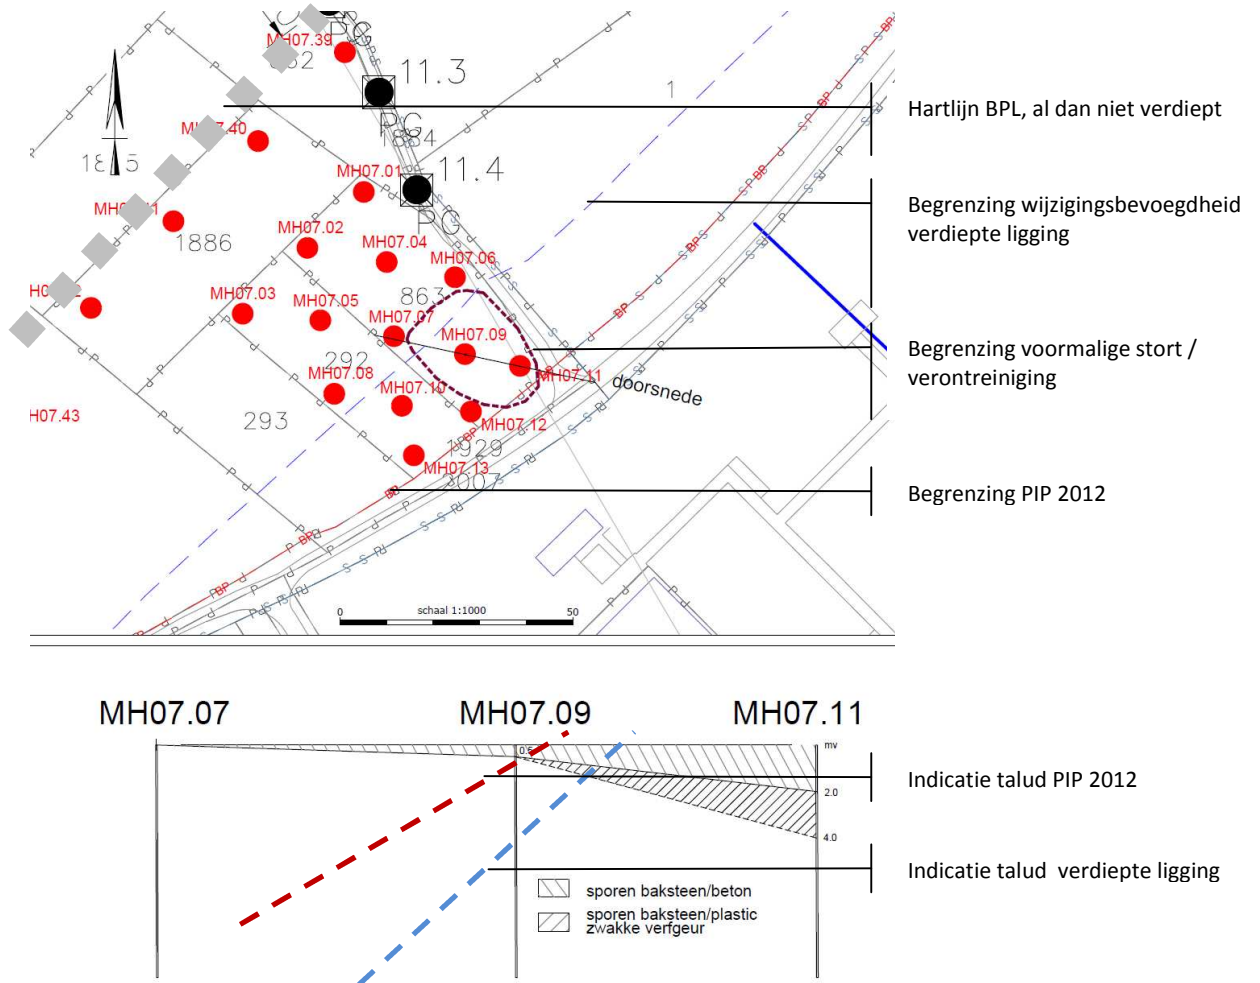 MH07.39
11.3
PG
1884
1
Hartlijn BPL, al dan niet verdiept
MH07.01
11.4
PG
1886
MH07.02
MH07.04
MH07.06
Begrenzing wijzigingsbevoegdheid
verdiepte ligging
MH07.03
MH07.05
863
MH07.07
MH07.09
MH07.11
292
MH07.08
MH07.10
doorsnede
Begrenzing voormalige stort /
verontreiniging
H07.43
293
MH07.12
1929
MH07.13
BP
Begrenzing PIP 2012
0
schaal 1:1000
50
MH07.07
MH07.09
MH07.11
mv
2.0
4.0
Indicatie talud PIP 2012
Indicatie talud verdiepte ligging
sporen baksteen/beton
sporen baksteen/plastic
zwakke verfgeur